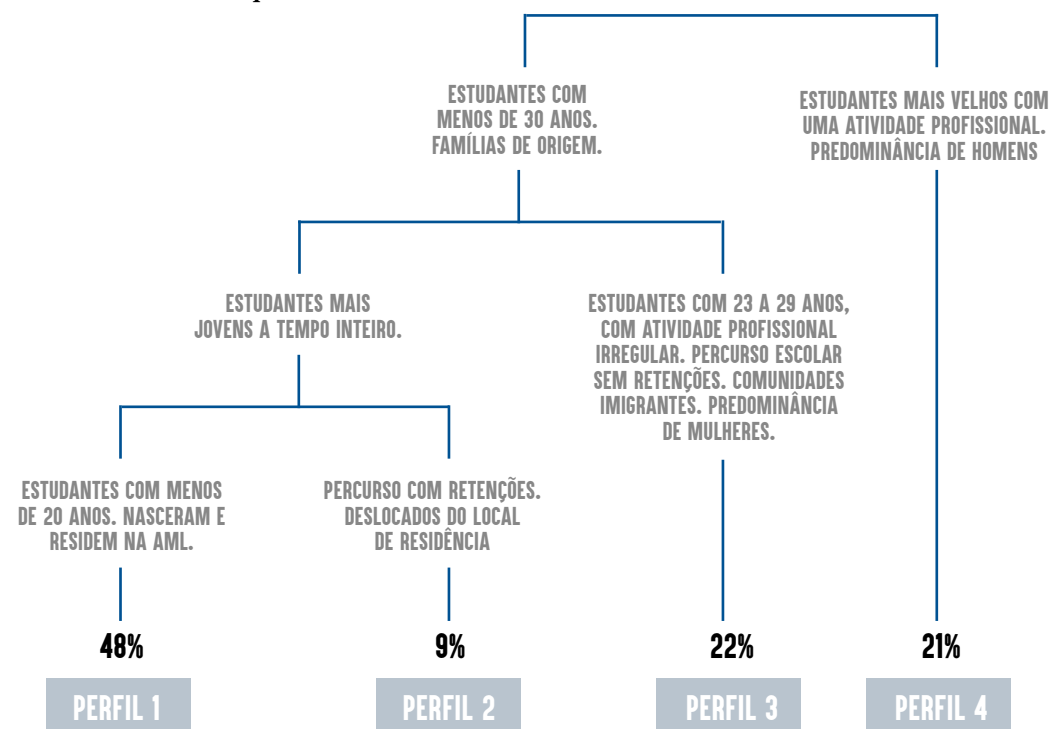 ESTUDANTES COM
MENOS DE 30 ANOS.
FAMÍLIAS DE ORIGEM.
ESTUDANTES MAIS VELHOS COM
UMA ATIVIDADE PROFISSIONAL.
PREDOMINÂNCIA DE HOMENS
ESTUDANTES MAIS
JOVENS A TEMPO INTEIRO.
ESTUDANTES COM 23 A 29 ANOS,
COM ATIVIDADE PROFISSIONAL
IRREGULAR. PERCURSO ESCOLAR
SEM RETENÇÕES. COMUNIDADES
IMIGRANTES. PREDOMINÂNCIA
DE MULHERES.
ESTUDANTES COM MENOS
DE 20 ANOS. NASCERAM E
RESIDEM NA AML.
PERCURSO COM RETENÇÕES.
DESLOCADOS DO LOCAL
DE RESIDÊNCIA
48%
9%
22%
21%
PERFIL 1
PERFIL 2
PERFIL 3
PERFIL 4